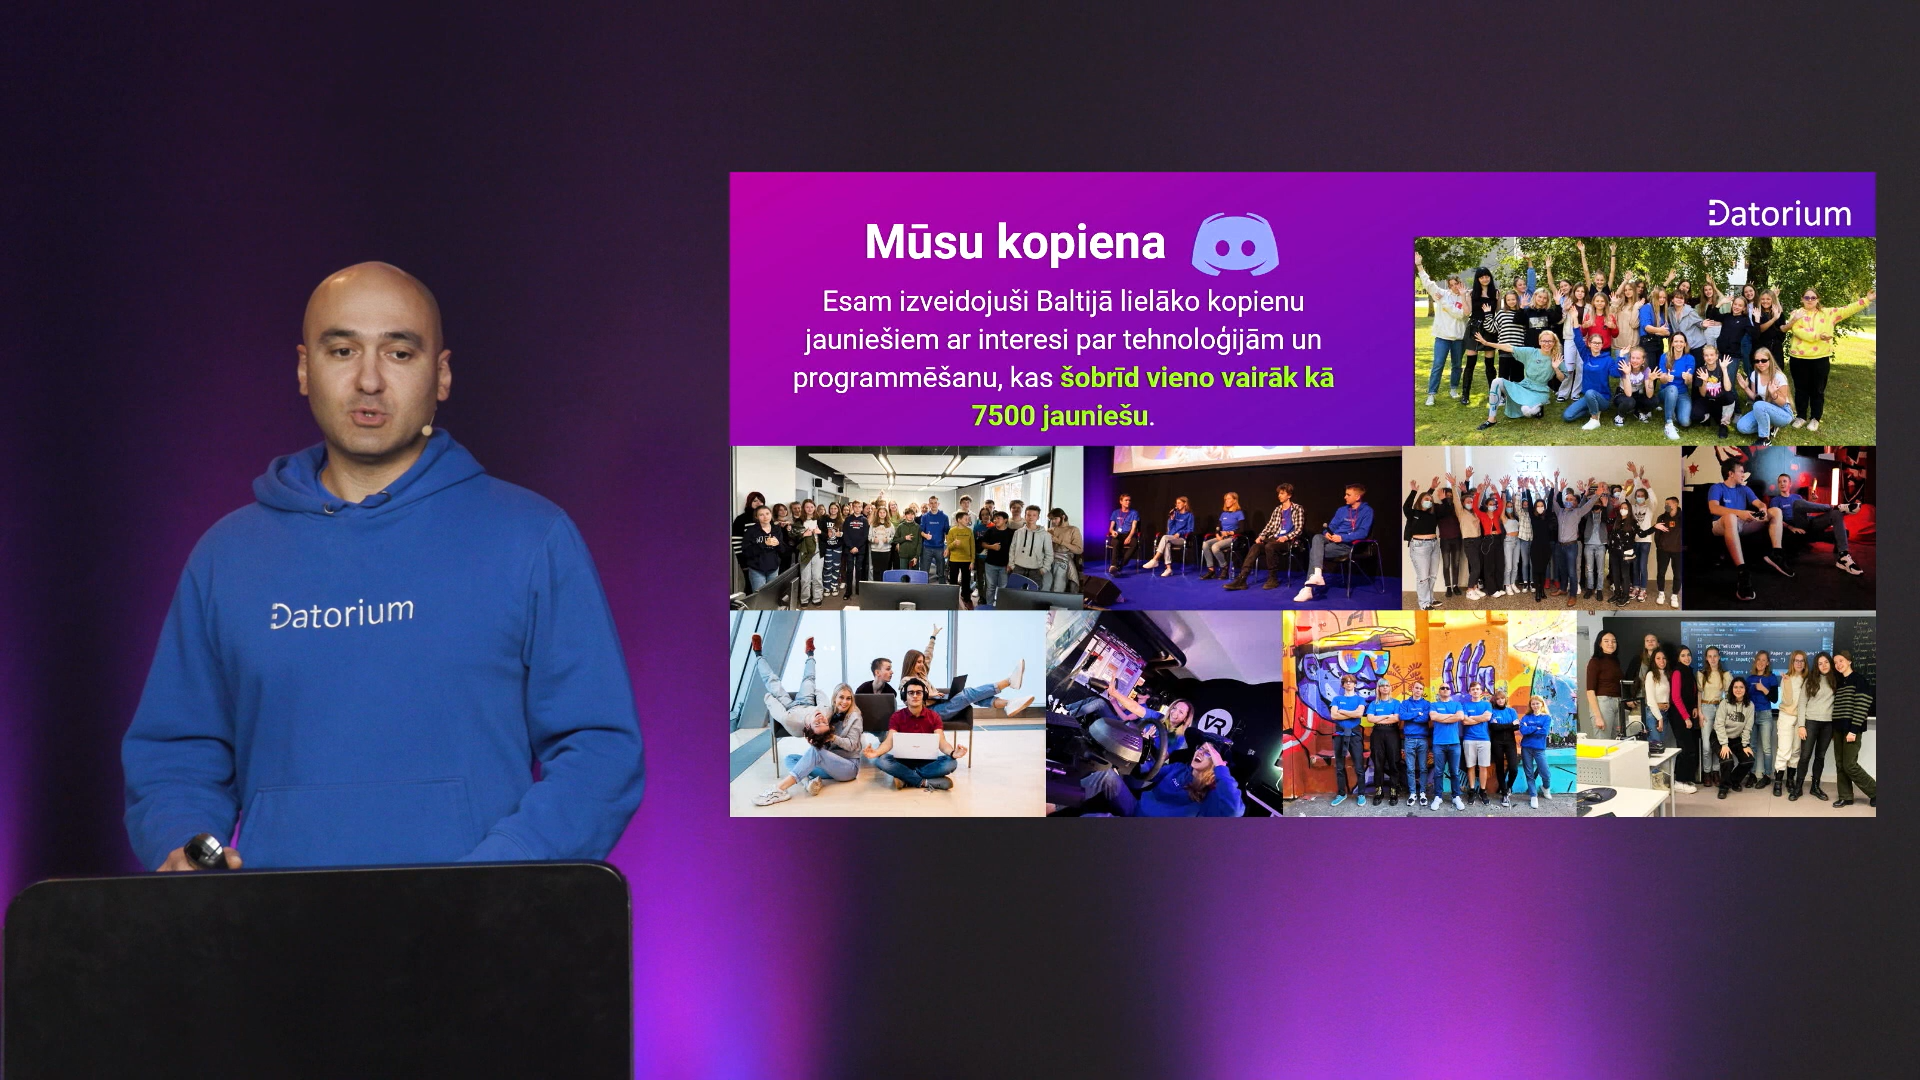 Datorium
Mūsu kopiena
Esam izveidojuši Baltijā lielāko kopienu
jauniešiem ar interesi par tehnoloģijām un
programmēšanu, kas šobrīd vieno vairāk kā
7500 jauniešu.
Datorium
VR